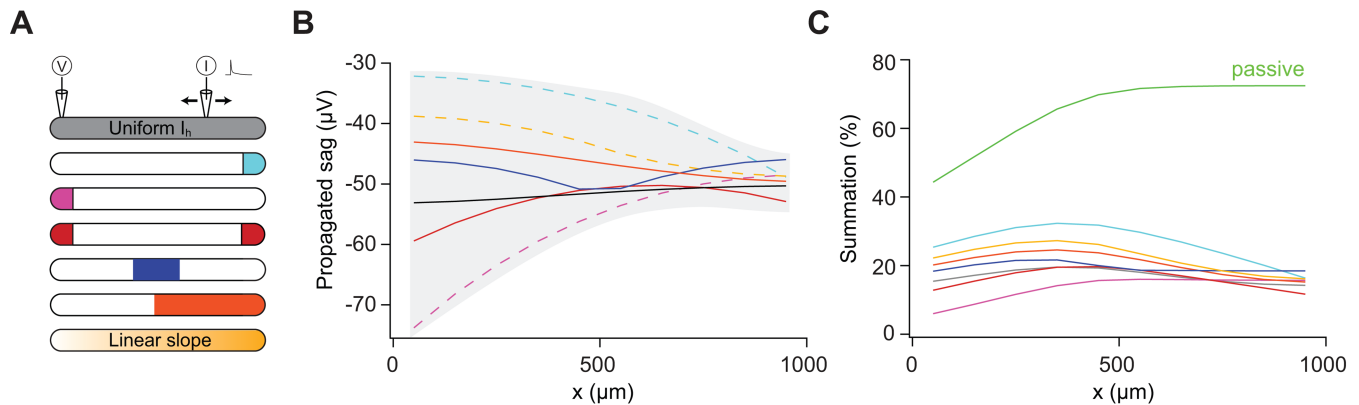 A
V
I
Uniform Ih
Linear slope
B
Propagated sag (μV)
-30
-40
-50
-60
-70
0
500
1000
x (μm)
C
Summation (%)
80
60
40
20
0
passive
0
500
1000
x (μm)